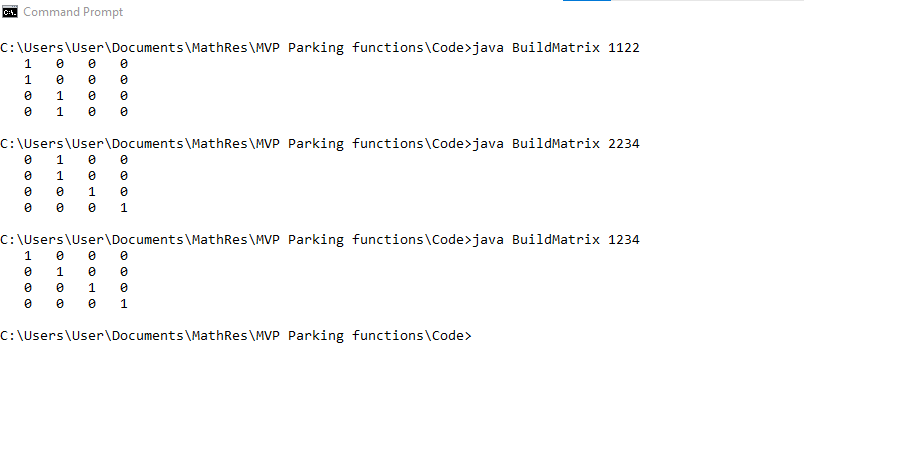 Command Prompt
C:\Users\User\Documents\MathRes\MVP Parking functions\Code>java BuildMatrix 1122
1 0 0 0
1 0 0 0
0 1 0 0
0 1 0 0
C:\Users\User\Documents\MathRes\MVP Parking functions\Code>java BuildMatrix 2234
0 1 0 0
0 1 0 0
0 0 1 0
0 0 0 1
C:\Users\User\Documents\MathRes\MVP Parking functions\Code>java BuildMatrix 1234
1 0 0 0
0 1 0 0
0 0 1 0
0 0 0 1
C:\Users\User\Documents\MathRes\MVP Parking functions\Code>